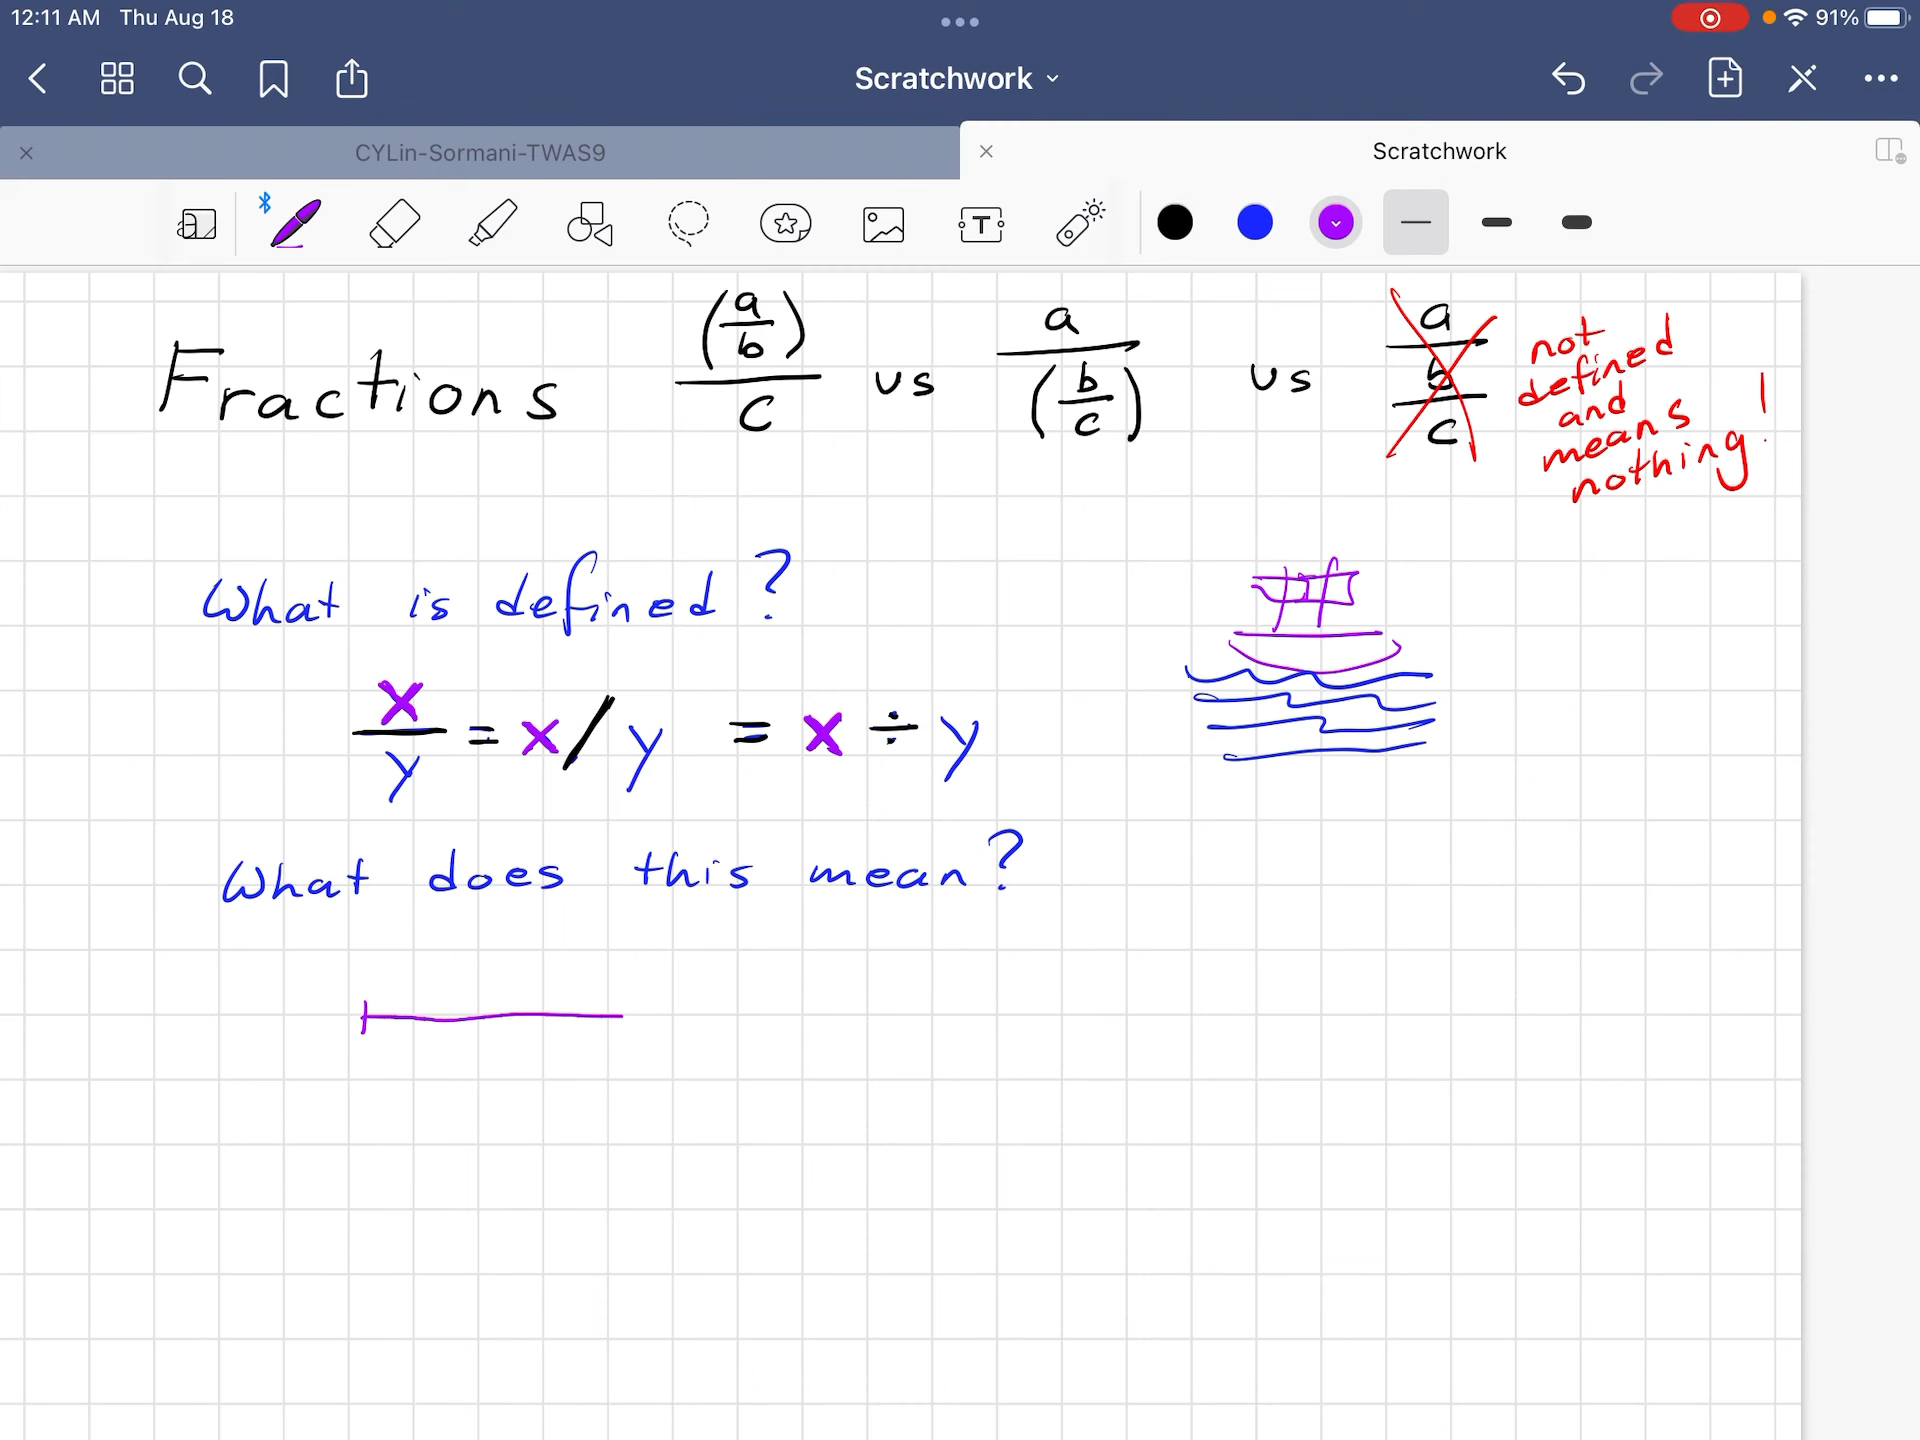 12:11 AM Thu Aug 18
91%
Scratchwork
CYLin-Sormani-TWAS9
Scratchwork
a
T
Fractions (a/b)/c vs a/(b/c) vs a/b/c
not
defined
and
means
nothing!
What is defined?
x/y = x/y = x ÷ y
What does this mean?